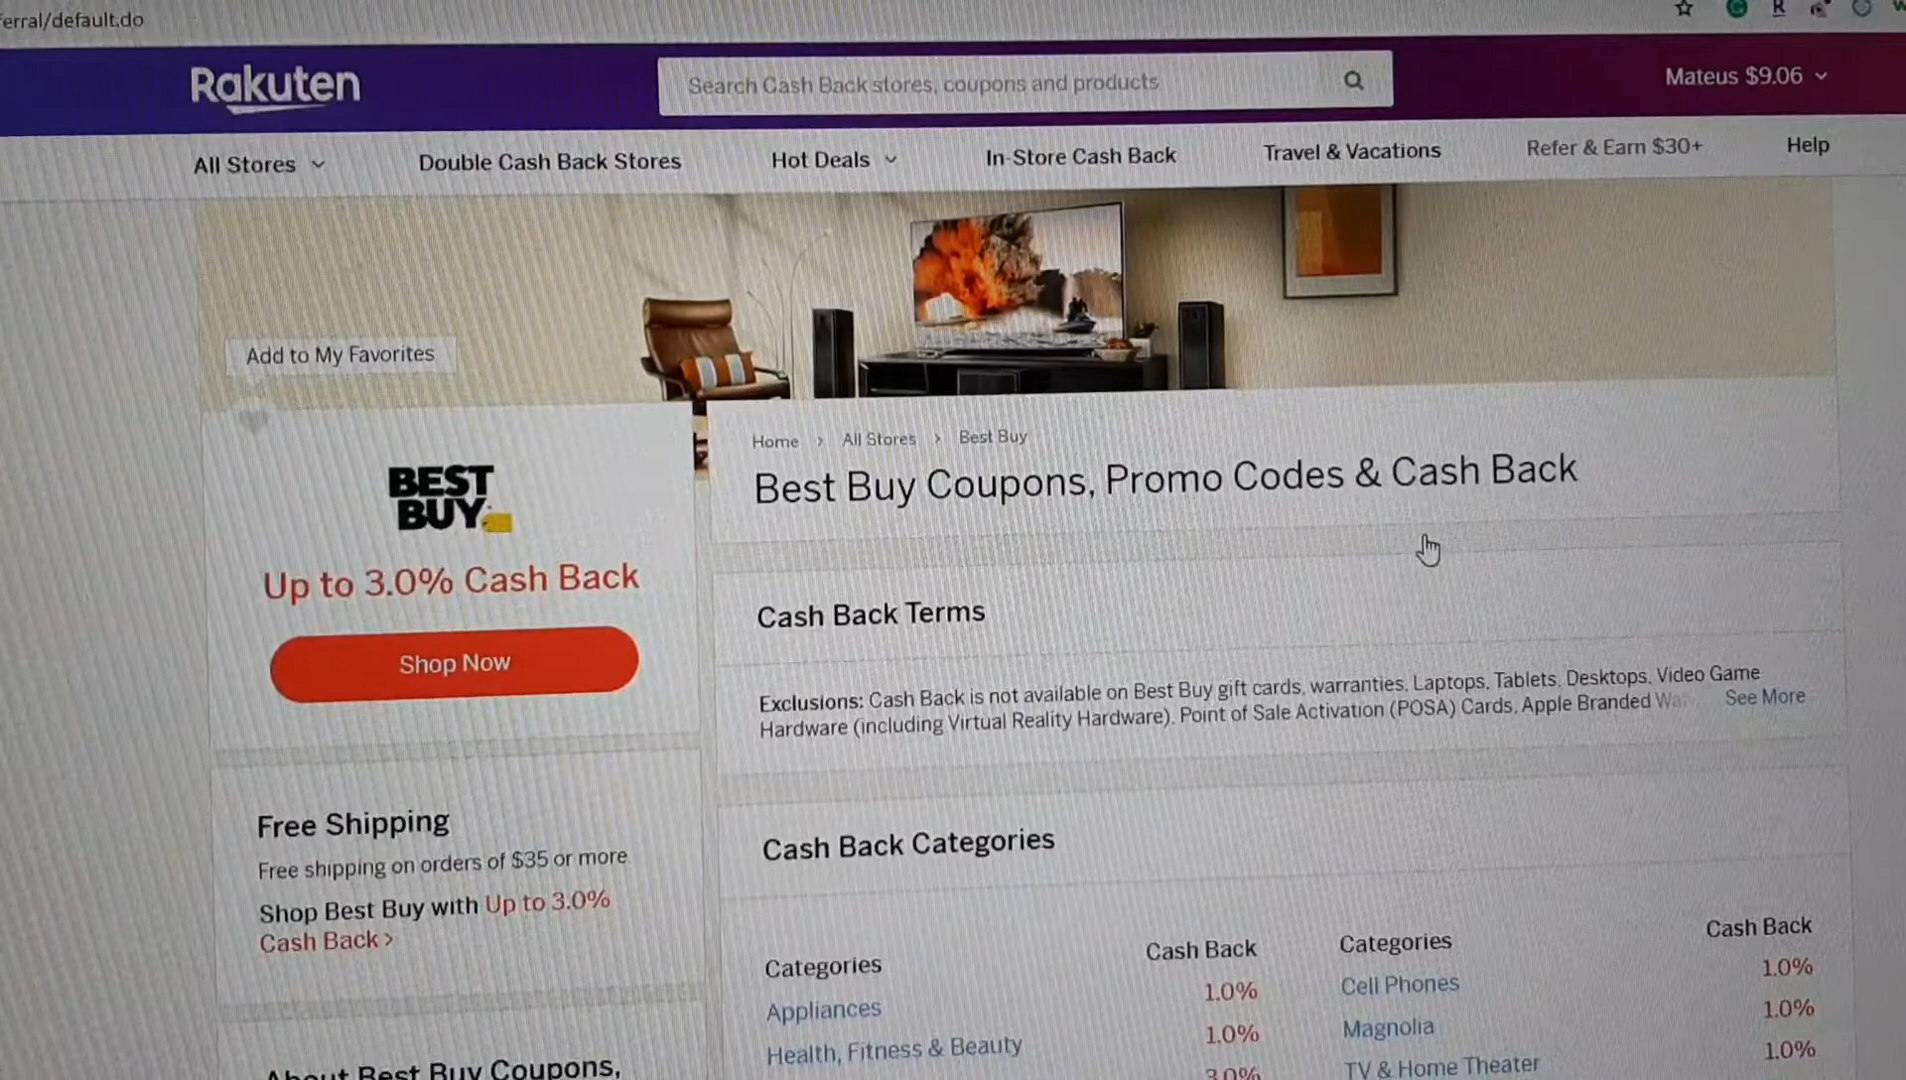 erral/default.do
Rakuten
Search Cash Back stores, coupons and products
Mateus $9.06
All Stores
Double Cash Back Stores
Hot Deals
In-Store Cash Back
Travel & Vacations
Refer & Earn $30+
Help
Add to My Favorites
Home > All Stores > Best Buy
Best Buy Coupons, Promo Codes & Cash Back
BEST
BUY
Up to 3.0% Cash Back
Shop Now
Cash Back Terms
Exclusions: Cash Back is not available on Best Buy gift cards, warranties, Laptops, Tablets, Desktops, Video Game
Hardware (including Virtual Reality Hardware), Point of Sale Activation (POSA) Cards, Apple Branded See More
Free Shipping
Free shipping on orders of $35 or more
Shop Best Buy with Up to 3.0%
Cash Back >
Cash Back Categories
Categories Cash Back Categories Cash Back
Appliances 1.0% Cell Phones 1.0%
Health, Fitness & Beauty 1.0% Magnolia 1.0%
3.0% TV & Home Theater 1.0%
About Best Buy Coupons,